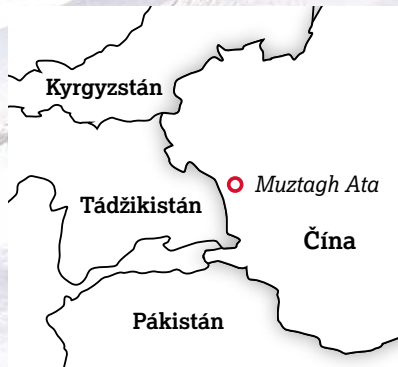 Kyrgyzstán
Muztagh Ata
Tádžikistán
Čína
Pákistán